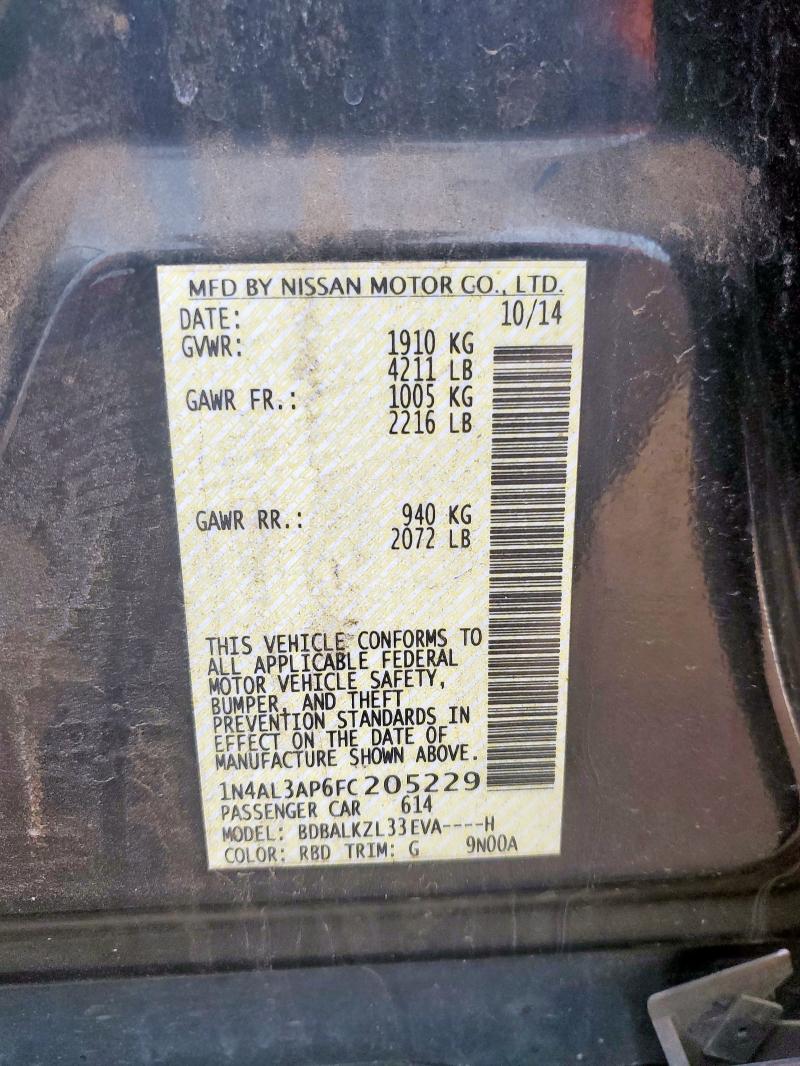 MFD BY NISSAN MOTOR CO., LTD.
DATE: 10/14
GVWR: 1910 KG
4211 LB
GAWR FR.: 1005 KG
2216 LB
GAWR RR.: 940 KG
2072 LB
THIS VEHICLE CONFORMS TO
ALL APPLICABLE FEDERAL
MOTOR VEHICLE SAFETY,
BUMPER, AND THEFT
PREVENTION STANDARDS IN
EFFECT ON THE DATE OF
MANUFACTURE SHOWN ABOVE.
1N4AL3AP6FC205229
PASSENGER CAR 614
MODEL: BDBALKZL33EVA----H
COLOR: RBD TRIM: G 9N00A